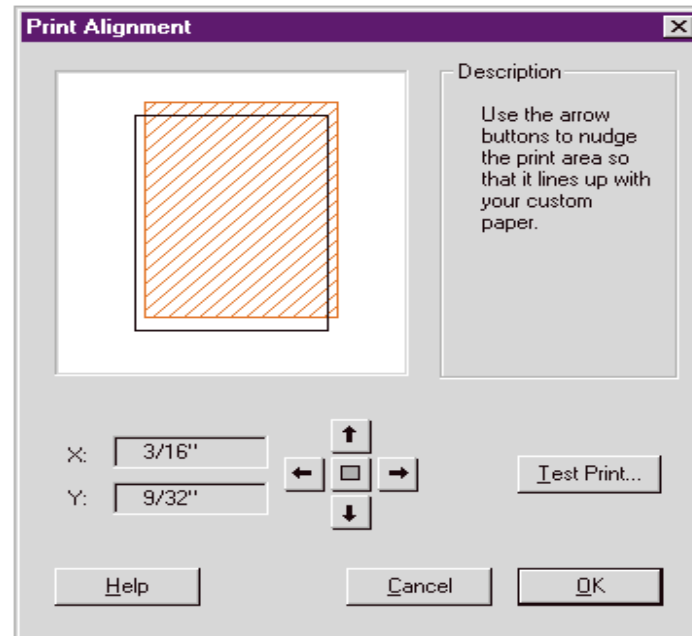 Print Alignment
Description
Use the arrow
buttons to nudge
the print area so
that it lines up with
your custom
paper.
X: 3/16"
Y: 9/32"
Test Print...
Help
Cancel
OK